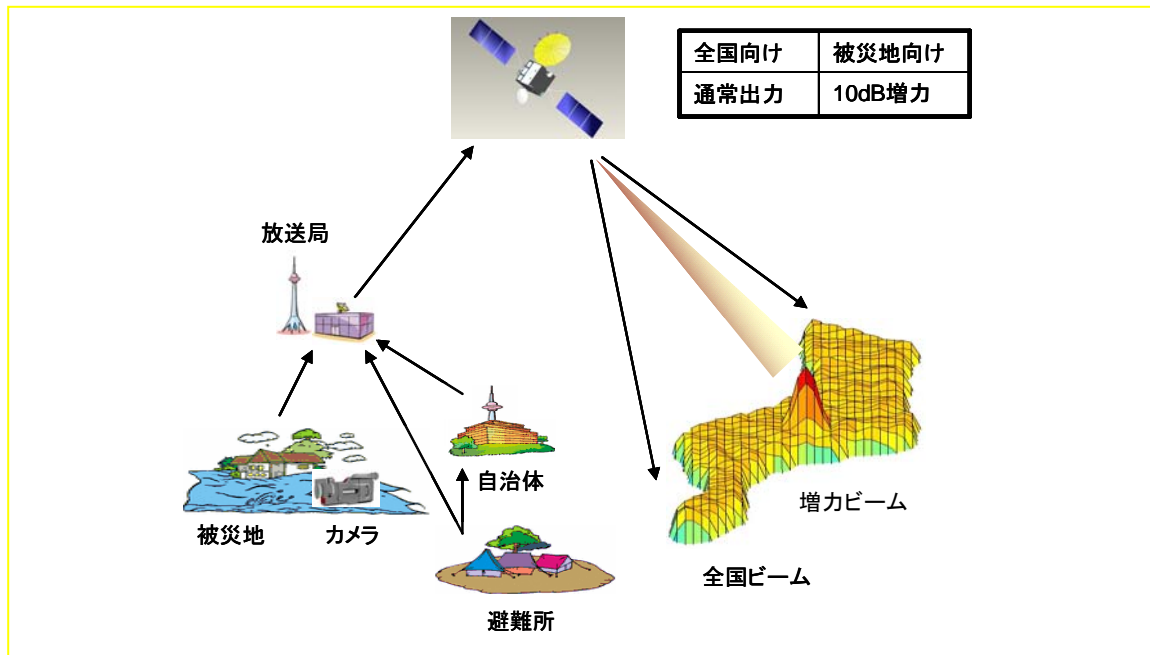 全国向け 被災地向け
通常出力 10dB増力
放送局
自治体
被災地 カメラ
増力ビーム
全国ビーム
避難所